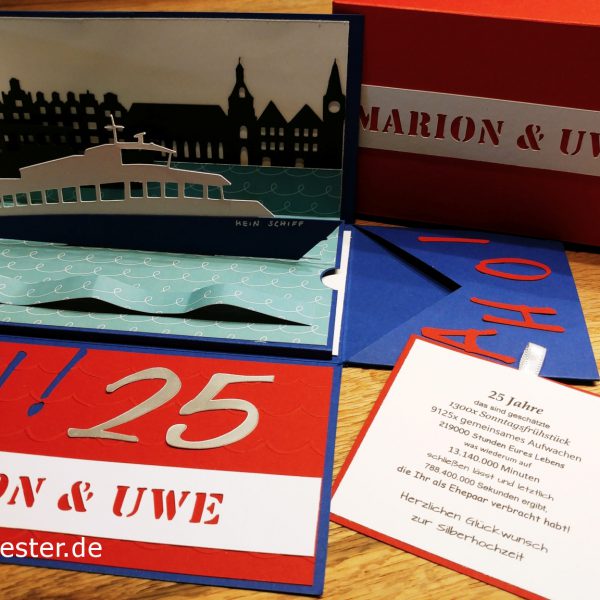 MARION & UW
MEIN SCHIFF
AHOI
! 25
ON & UWE
ester.de
25 Jahre
das sind geschätzte
1300x Sonntagsfrühstück
9125x gemeinsames Aufwachen
219000 Stunden Eures Lebens
was wiederum auf
13.140.000 Minuten
schließen lässt und letztlich
788.400.000 Sekunden ergibt,
die Ihr als Ehepaar verbracht habt!
Herzlichen Glückwunsch
zur Silberhochzeit